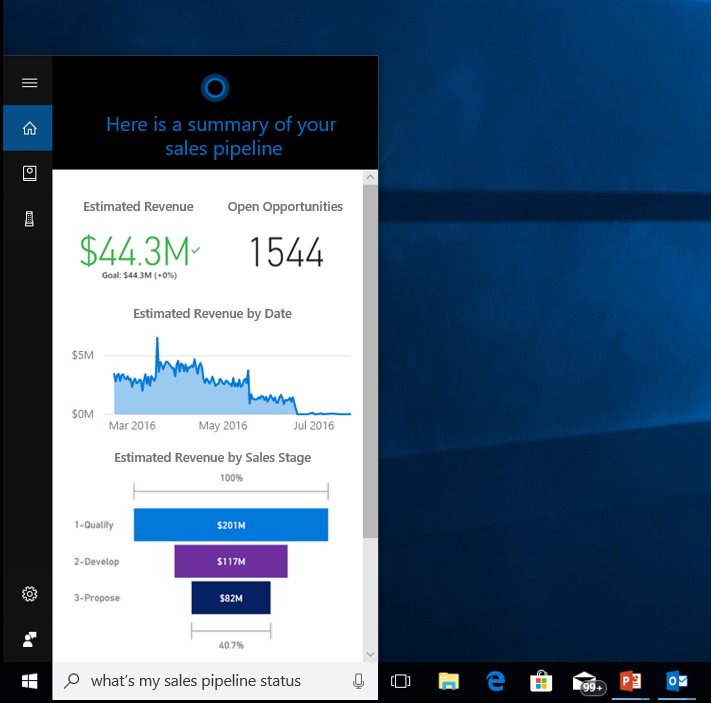 Here is a summary of your
sales pipeline
Estimated Revenue
Open Opportunities
$44.3M
Goal: $44.3M (+0%)
1544
Estimated Revenue by Date
$5M
$0M
Mar 2016
May 2016
Jul 2016
Estimated Revenue by Sales Stage
100%
1-Qualify
$201M
2-Develop
$117M
3-Propose
$82M
40.7%
what's my sales pipeline status
99+